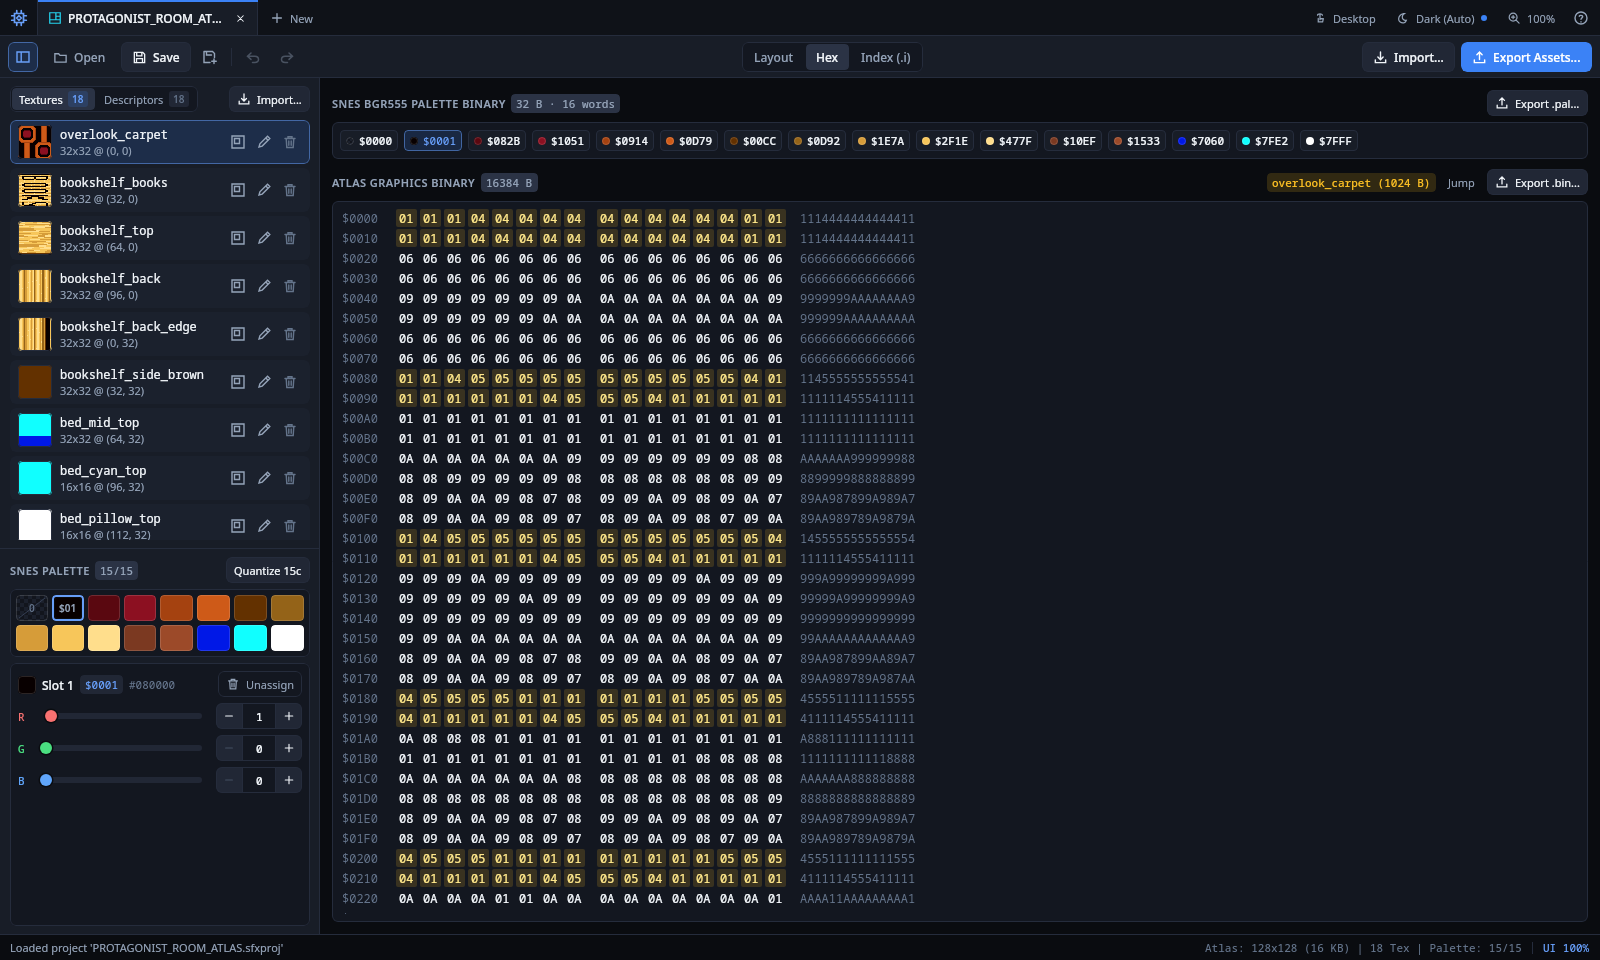 PROTAGONIST_ROOM_AT... × + New Desktop Dark (Auto) 100%
Open Save Layout Hex Index (.i) Import... Export Assets...
Textures 18 Descriptors 18 Import...
overlook_carpet
32x32 @ (0, 0)
bookshelf_books
32x32 @ (32, 0)
bookshelf_top
32x32 @ (64, 0)
bookshelf_back
32x32 @ (96, 0)
bookshelf_back_edge
32x32 @ (0, 32)
bookshelf_side_brown
32x32 @ (32, 32)
bed_mid_top
32x32 @ (64, 32)
bed_cyan_top
16x16 @ (96, 32)
bed_pillow_top
16x16 @ (112, 32)
SNES PALETTE 15/15 Quantize 15c
0 $01
Slot 1 $0001 #080000 Unassign
R − 1 +
G − 0 +
B − 0 +
SNES BGR555 PALETTE BINARY 32 B · 16 words Export .pal...
$0000 $0001 $082B $1051 $0914 $0D79 $00CC $0D92 $1E7A $2F1E $477F $10EF $1533 $7060 $7FE2 $7FFF
ATLAS GRAPHICS BINARY 16384 B overlook_carpet (1024 B) Jump Export .bin...
$0000 01 01 01 04 04 04 04 04 04 04 04 04 04 04 01 01 1114444444444411
$0010 01 01 01 04 04 04 04 04 04 04 04 04 04 04 01 01 1114444444444411
$0020 06 06 06 06 06 06 06 06 06 06 06 06 06 06 06 06 6666666666666666
$0030 06 06 06 06 06 06 06 06 06 06 06 06 06 06 06 06 6666666666666666
$0040 09 09 09 09 09 09 09 0A 0A 0A 0A 0A 0A 0A 0A 09 9999999AAAAAAAA9
$0050 09 09 09 09 09 09 0A 0A 0A 0A 0A 0A 0A 0A 0A 0A 999999AAAAAAAAAA
$0060 06 06 06 06 06 06 06 06 06 06 06 06 06 06 06 06 6666666666666666
$0070 06 06 06 06 06 06 06 06 06 06 06 06 06 06 06 06 6666666666666666
$0080 01 01 04 05 05 05 05 05 05 05 05 05 05 05 04 01 1145555555555541
$0090 01 01 01 01 01 01 04 05 05 05 04 01 01 01 01 01 1111114555411111
$00A0 01 01 01 01 01 01 01 01 01 01 01 01 01 01 01 01 1111111111111111
$00B0 01 01 01 01 01 01 01 01 01 01 01 01 01 01 01 01 1111111111111111
$00C0 0A 0A 0A 0A 0A 0A 0A 09 09 09 09 09 09 09 08 08 AAAAAAA999999988
$00D0 08 08 09 09 09 09 09 08 08 08 08 08 08 08 09 09 8899999888888899
$00E0 08 09 0A 0A 09 08 07 08 09 09 0A 09 08 09 0A 07 89AA987899A989A7
$00F0 08 09 0A 0A 09 08 09 07 08 09 0A 09 08 07 09 0A 89AA989789A9879A
$0100 01 04 05 05 05 05 05 05 05 05 05 05 05 05 05 04 1455555555555554
$0110 01 01 01 01 01 01 04 05 05 05 04 01 01 01 01 01 1111114555411111
$0120 09 09 09 0A 09 09 09 09 09 09 09 09 0A 09 09 09 999A99999999A999
$0130 09 09 09 09 09 0A 09 09 09 09 09 09 09 09 0A 09 99999A99999999A9
$0140 09 09 09 09 09 09 09 09 09 09 09 09 09 09 09 09 9999999999999999
$0150 09 09 0A 0A 0A 0A 0A 0A 0A 0A 0A 0A 0A 0A 0A 09 99AAAAAAAAAAAAA9
$0160 08 09 0A 0A 09 08 07 08 09 09 0A 0A 08 09 0A 07 89AA987899AA89A7
$0170 08 09 0A 0A 09 08 09 07 08 09 0A 09 08 07 0A 0A 89AA989789A987AA
$0180 04 05 05 05 05 01 01 01 01 01 01 05 05 05 05 05 4555511111155555
$0190 04 01 01 01 01 01 04 05 05 05 04 01 01 01 01 01 4111114555411111
$01A0 0A 08 08 08 01 01 01 01 01 01 01 01 01 01 01 01 A888111111111111
$01B0 01 01 01 01 01 01 01 01 01 01 01 01 08 08 08 08 1111111111118888
$01C0 0A 0A 0A 0A 0A 0A 0A 08 08 08 08 08 08 08 08 08 AAAAAAA888888888
$01D0 08 08 08 08 08 08 08 08 08 08 08 08 08 08 08 09 8888888888888889
$01E0 08 09 0A 0A 09 08 07 08 09 09 0A 09 08 09 0A 07 89AA987899A989A7
$01F0 08 09 0A 0A 09 08 09 07 08 09 0A 09 08 07 09 0A 89AA989789A9879A
$0200 04 05 05 05 01 01 01 01 01 01 01 01 01 05 05 05 4555111111111555
$0210 04 01 01 01 01 01 04 05 05 05 04 01 01 01 01 01 4111114555411111
$0220 0A 0A 0A 0A 01 01 0A 0A 0A 0A 0A 0A 0A 0A 0A 01 AAAA11AAAAAAAAA1
Loaded project 'PROTAGONIST_ROOM_ATLAS.sfxproj' Atlas: 128x128 (16 KB) | 18 Tex | Palette: 15/15 UI 100%